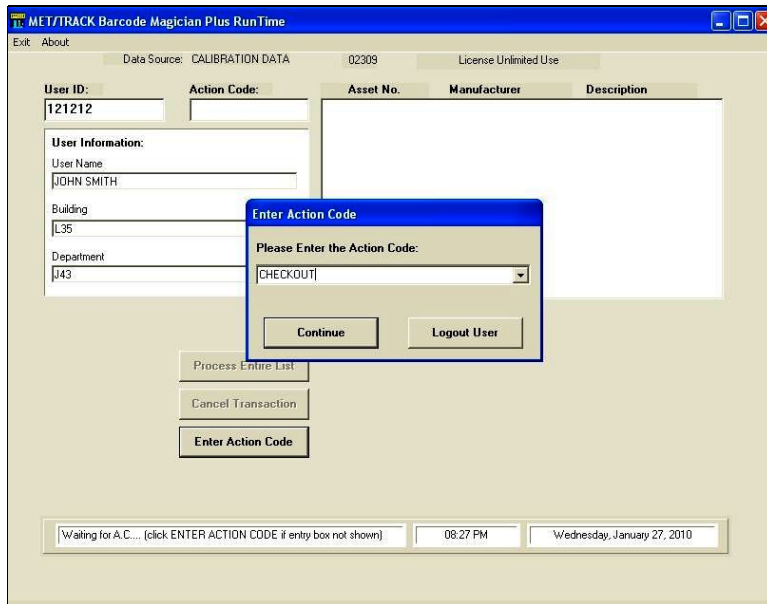 MET/TRACK Barcode Magician Plus RunTime
Exit About
Data Source: CALIBRATION DATA 02309 License Unlimited Use
User ID: Action Code: Asset No. Manufacturer Description
121212
User Information:
User Name
JOHN SMITH
Building
L35
Department
J43
Enter Action Code
Please Enter the Action Code:
CHECKOUT
Continue Logout User
Process Entire List
Cancel Transaction
Enter Action Code
Waiting for A.C.... (click ENTER ACTION CODE if entry box not shown) 08:27 PM Wednesday, January 27, 2010